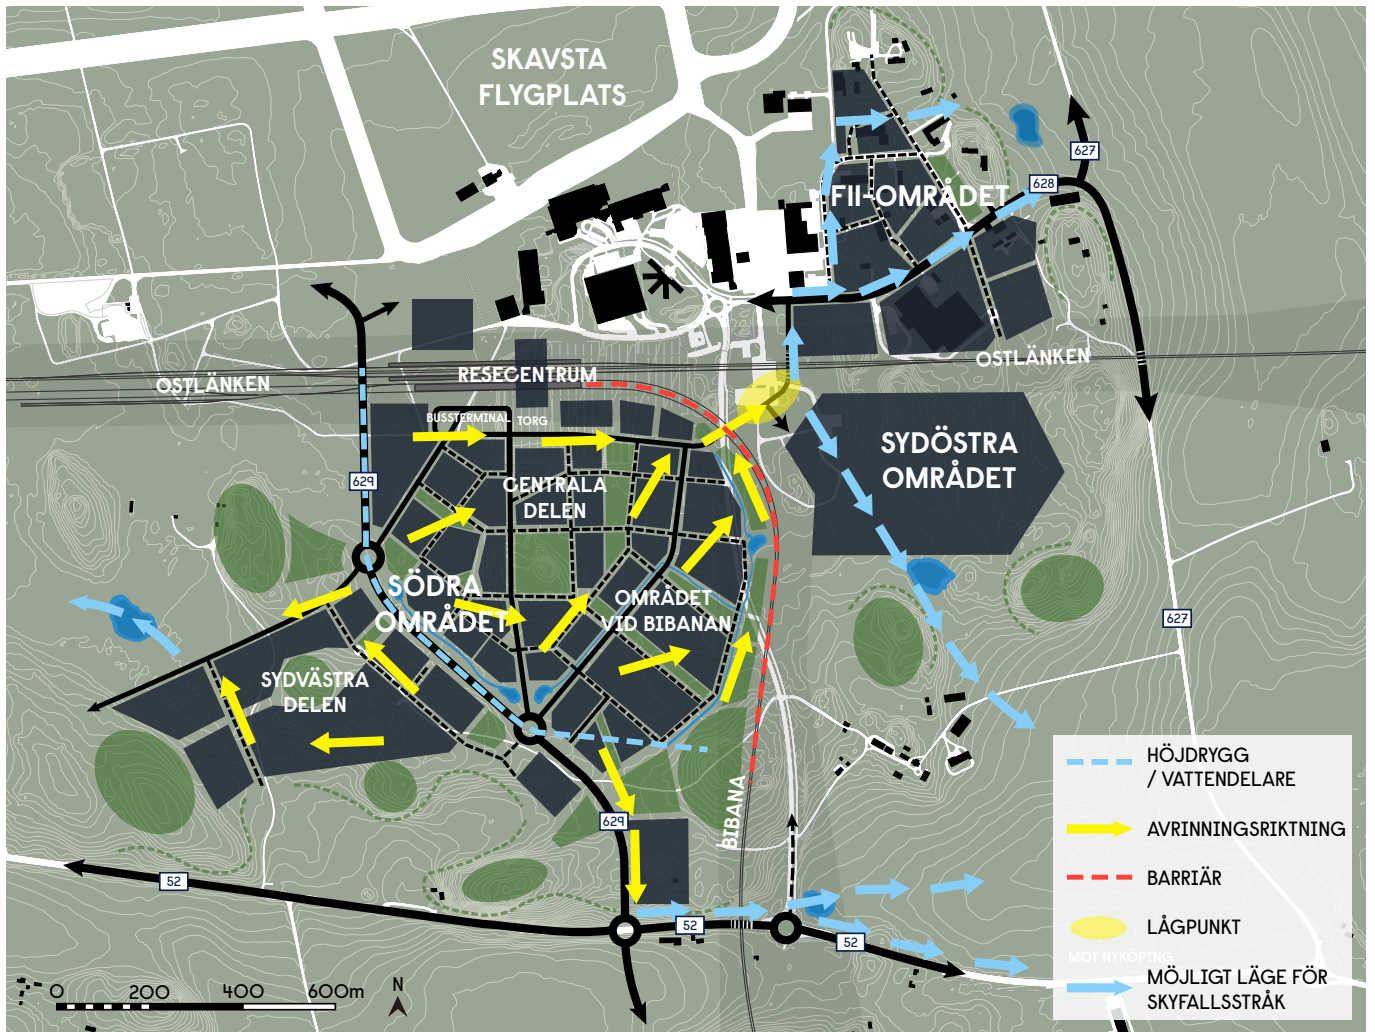 SKAVSTA
FLYGPLATS
627
628
FII-OMRÅDET
OSTLÄNKEN
OSTLÄNKEN
RESECENTRUM
BUSSTERMINAL
TORG
SYDÖSTRA
OMRÅDET
629
CENTRALA
DELEN
SÖDRA
OMRÅDET
OMRÅDET
VID BIBANAN
627
SYDVÄSTRA
DELEN
BIBANA
629
52
52
52
HÖJDRYGG
/ VATTENDELARE
AVRINNINGSRIKTNING
BARRIÄR
LÅGPUNKT
MOT NYKÖPING
MÖJLIGT LÄGE FÖR
SKYFALLSSTRÅK
0 200 400 600m
N